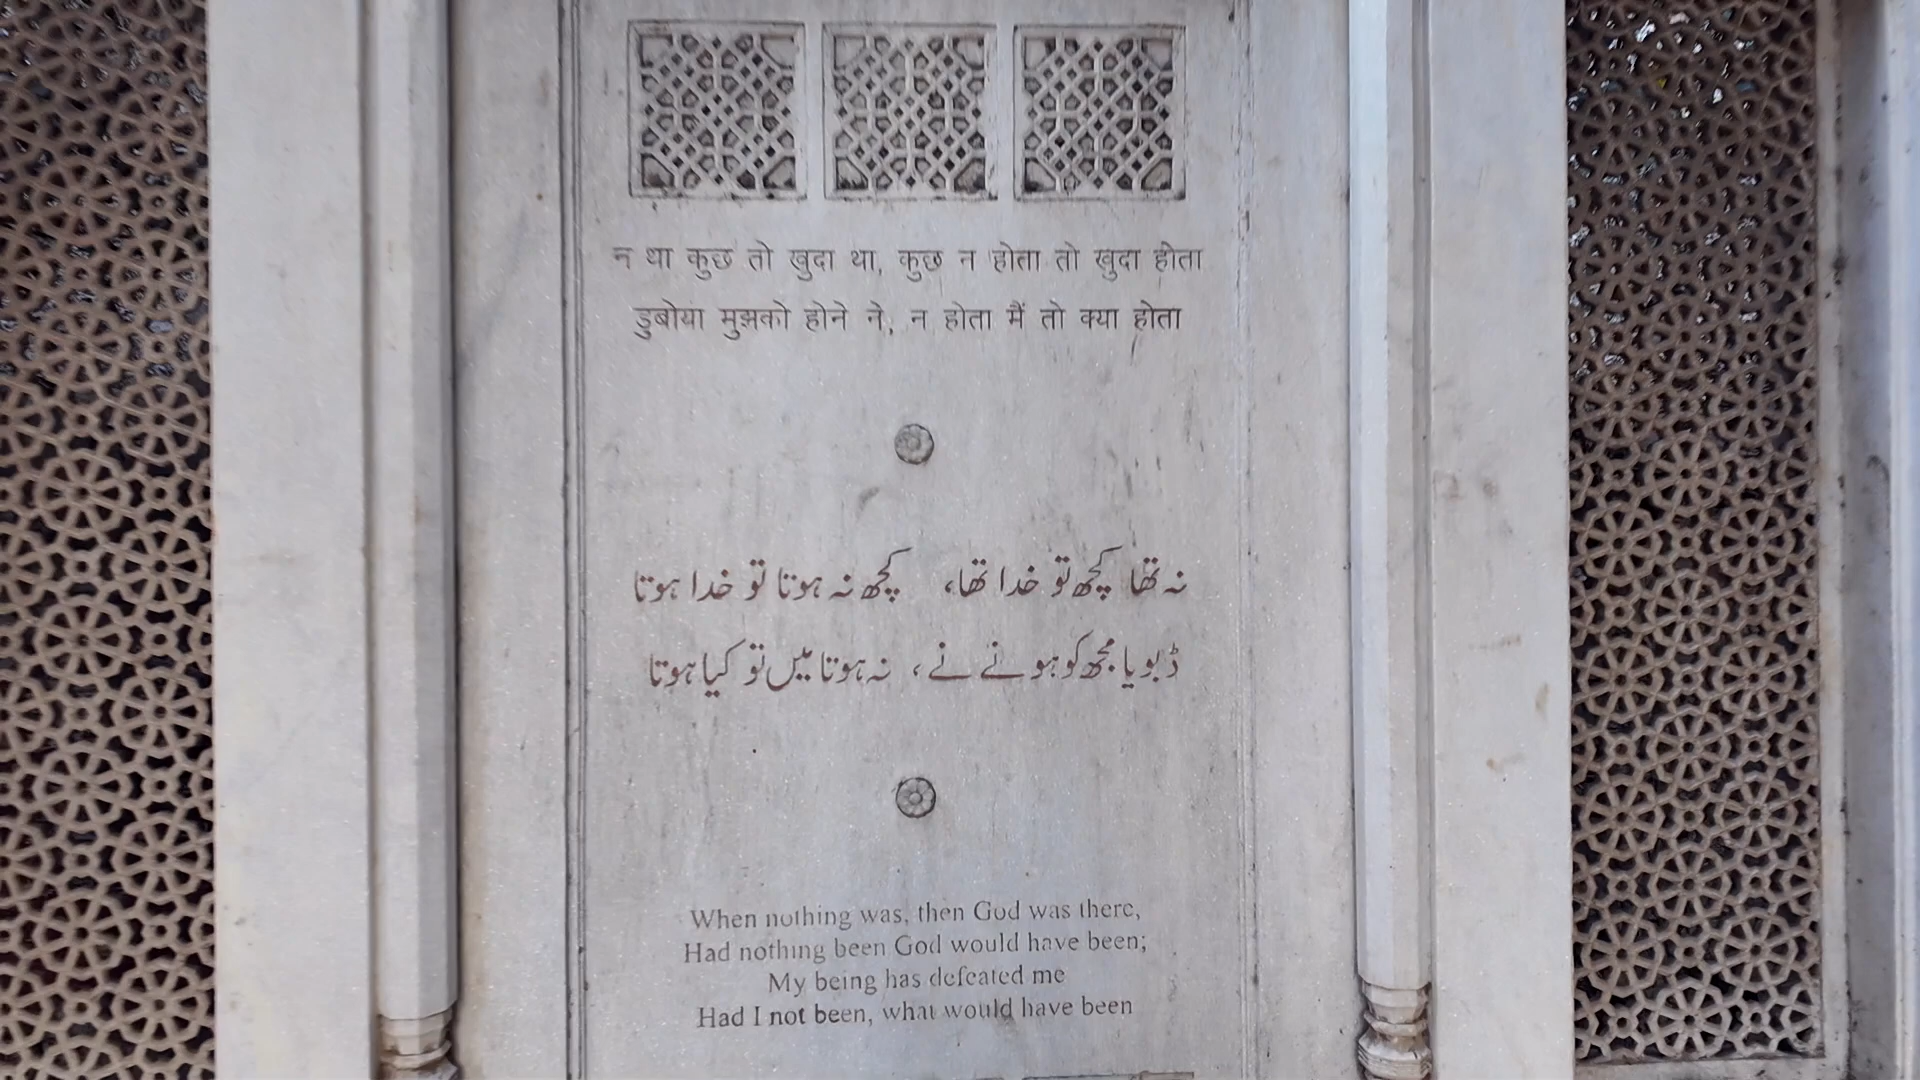 न था कुछ तो खुदा था, कुछ न होता तो खुदा होता
डुबोया मुझको होने ने, न होता मैं तो क्या होता
نہ تھا کچھ تو خدا تھا، کچھ نہ ہوتا تو خدا ہوتا
ڈبویا مجھ کو ہونے نے، نہ ہوتا میں تو کیا ہوتا
When nothing was, then God was there,
Had nothing been God would have been;
My being has defeated me
Had I not been, what would have been